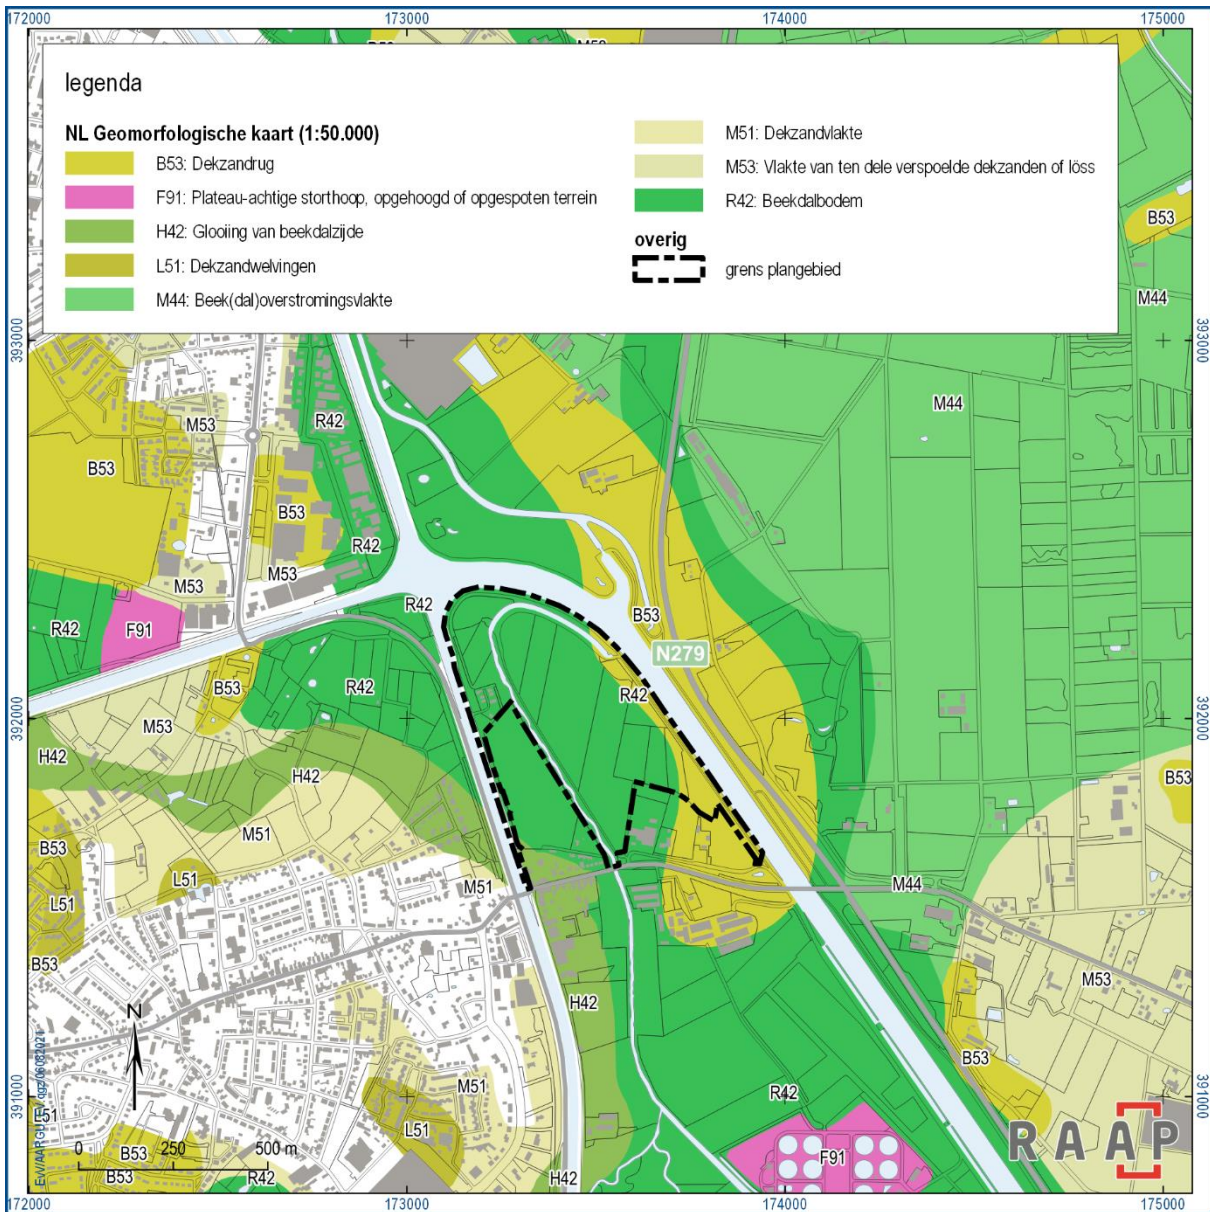 172000 173000 174000 175000
legenda
NL Geomorfologische kaart (1:50.000)
B53: Dekzandrug
F91: Plateau-achtige storthoop, opgehoogd of opgespoten terrein
H42: Glooiing van beekdalzijde
L51: Dekzandwelvingen
M44: Beek(dal)overstromingsvlakte
M51: Dekzandvlakte
M53: Vlakte van ten dele verspoelde dekzanden of löss
R42: Beekdalbodem
overig
grens plangebied
B53
M44
393000 393000
M44
M53
R42
B53
B53
R42
M53
M53
R42
B53
R42
F91
N279
R42
B53
R42
392000 392000
M53
H42
H42
B53
M51
B53
L51
M51
M44
L51
B53
M53
H42
N
B53
391000 391000
M51
R42
L51
L51
F91
B53
0 250 500 m
B53
R42
H42
RAAP
172000 173000 174000 175000